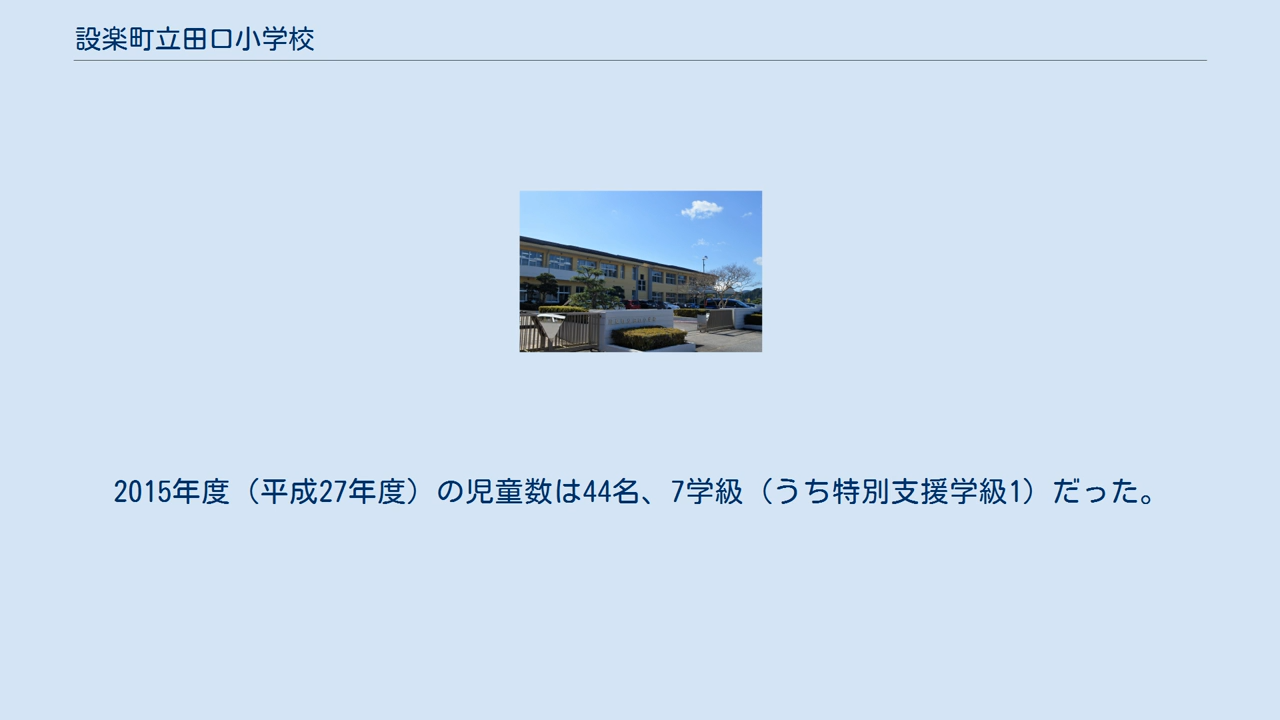 設楽町立田口小学校
2015年度（平成27年度）の児童数は44名、7学級（うち特別支援学級1）だった。